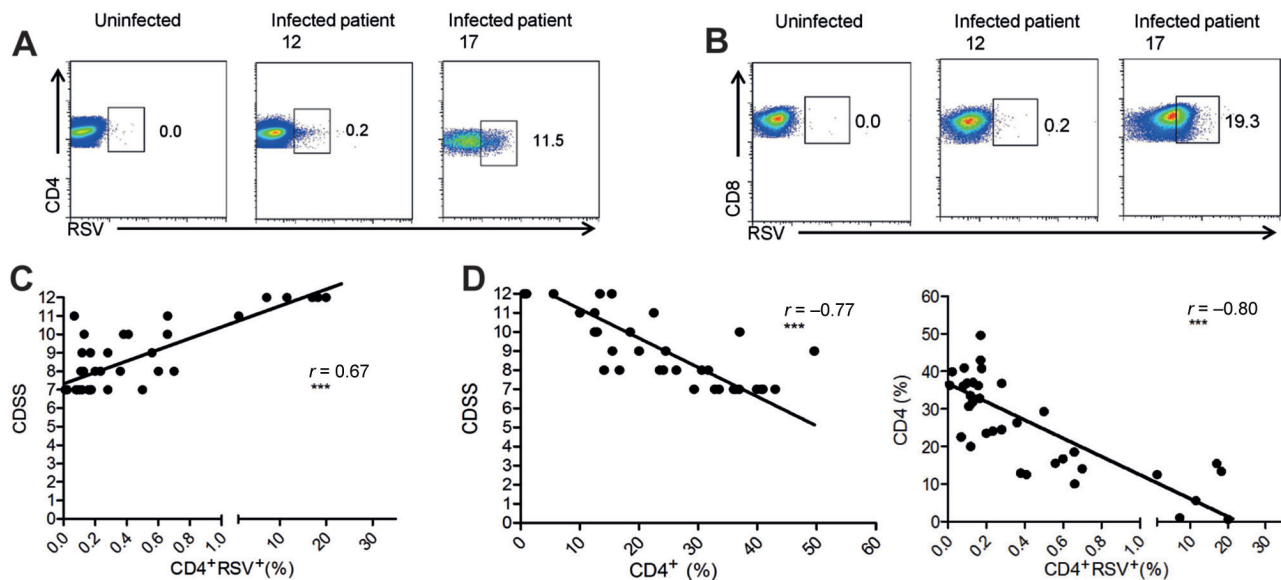 A
Uninfected
Infected patient
12
Infected patient
17
CD4
0.0
0.2
11.5
RSV
B
Uninfected
Infected patient
12
Infected patient
17
CD8
0.0
0.2
19.3
RSV
C
CDSS
12
11
10
9
8
7
6
5
4
3
2
1
0
r = 0.67
***
0.0 0.2 0.4 0.6 0.8 1.0 10 20 30
CD4⁺RSV⁺(%)
D
CDSS
12
11
10
9
8
7
6
5
4
3
2
1
0
r = –0.77
***
0 10 20 30 40 50 60
CD4⁺ (%)
CD4 (%)
60
50
40
30
20
10
0
r = –0.80
***
0.0 0.2 0.4 0.6 0.8 1.0 10 20 30
CD4⁺RSV⁺(%)